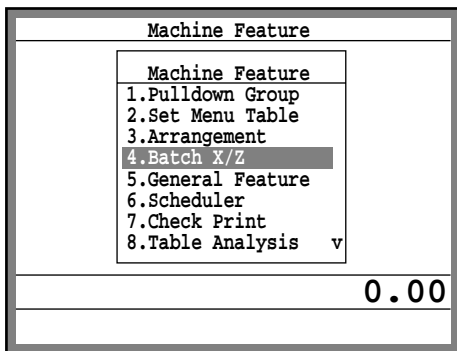 Machine Feature
Machine Feature
1.Pulldown Group
2.Set Menu Table
3.Arrangement
4.Batch X/Z
5.General Feature
6.Scheduler
7.Check Print
8.Table Analysis v
0.00